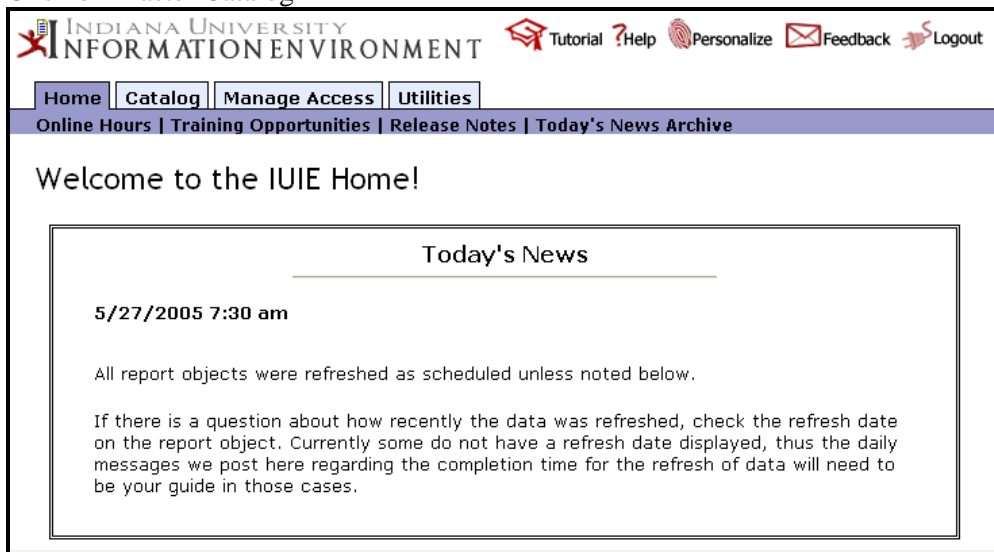 INDIANA UNIVERSITY
INFORMATION ENVIRONMENT
Tutorial ?Help Personalize Feedback Logout
Home Catalog Manage Access Utilities
Online Hours | Training Opportunities | Release Notes | Today's News Archive
Welcome to the IUIE Home!
Today's News
5/27/2005 7:30 am
All report objects were refreshed as scheduled unless noted below.
If there is a question about how recently the data was refreshed, check the refresh date
on the report object. Currently some do not have a refresh date displayed, thus the daily
messages we post here regarding the completion time for the refresh of data will need to
be your guide in those cases.